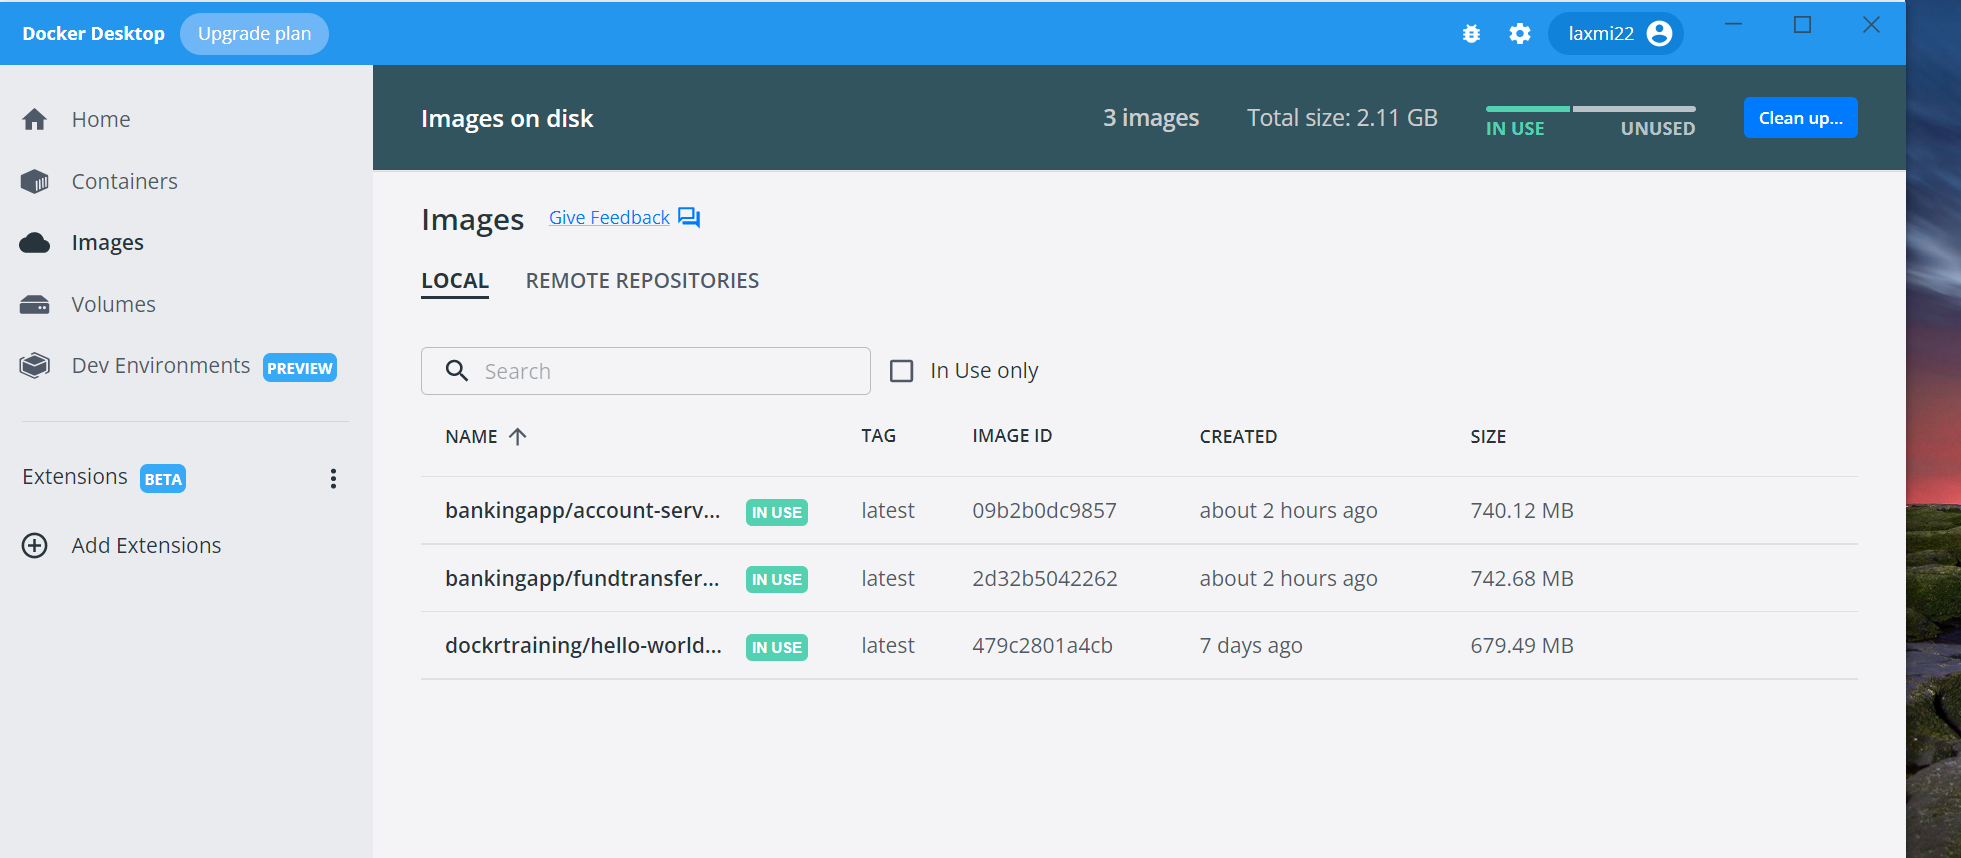 Docker Desktop Upgrade plan laxmi22
Home
Containers
Images
Volumes
Dev Environments PREVIEW
Extensions BETA
Add Extensions
Images on disk 3 images Total size: 2.11 GB IN USE UNUSED Clean up...
Images Give Feedback
LOCAL REMOTE REPOSITORIES
Search In Use only
NAME TAG IMAGE ID CREATED SIZE
bankingapp/account-serv... IN USE latest 09b2b0dc9857 about 2 hours ago 740.12 MB
bankingapp/fundtransfer... IN USE latest 2d32b5042262 about 2 hours ago 742.68 MB
dockrtraining/hello-world... IN USE latest 479c2801a4cb 7 days ago 679.49 MB